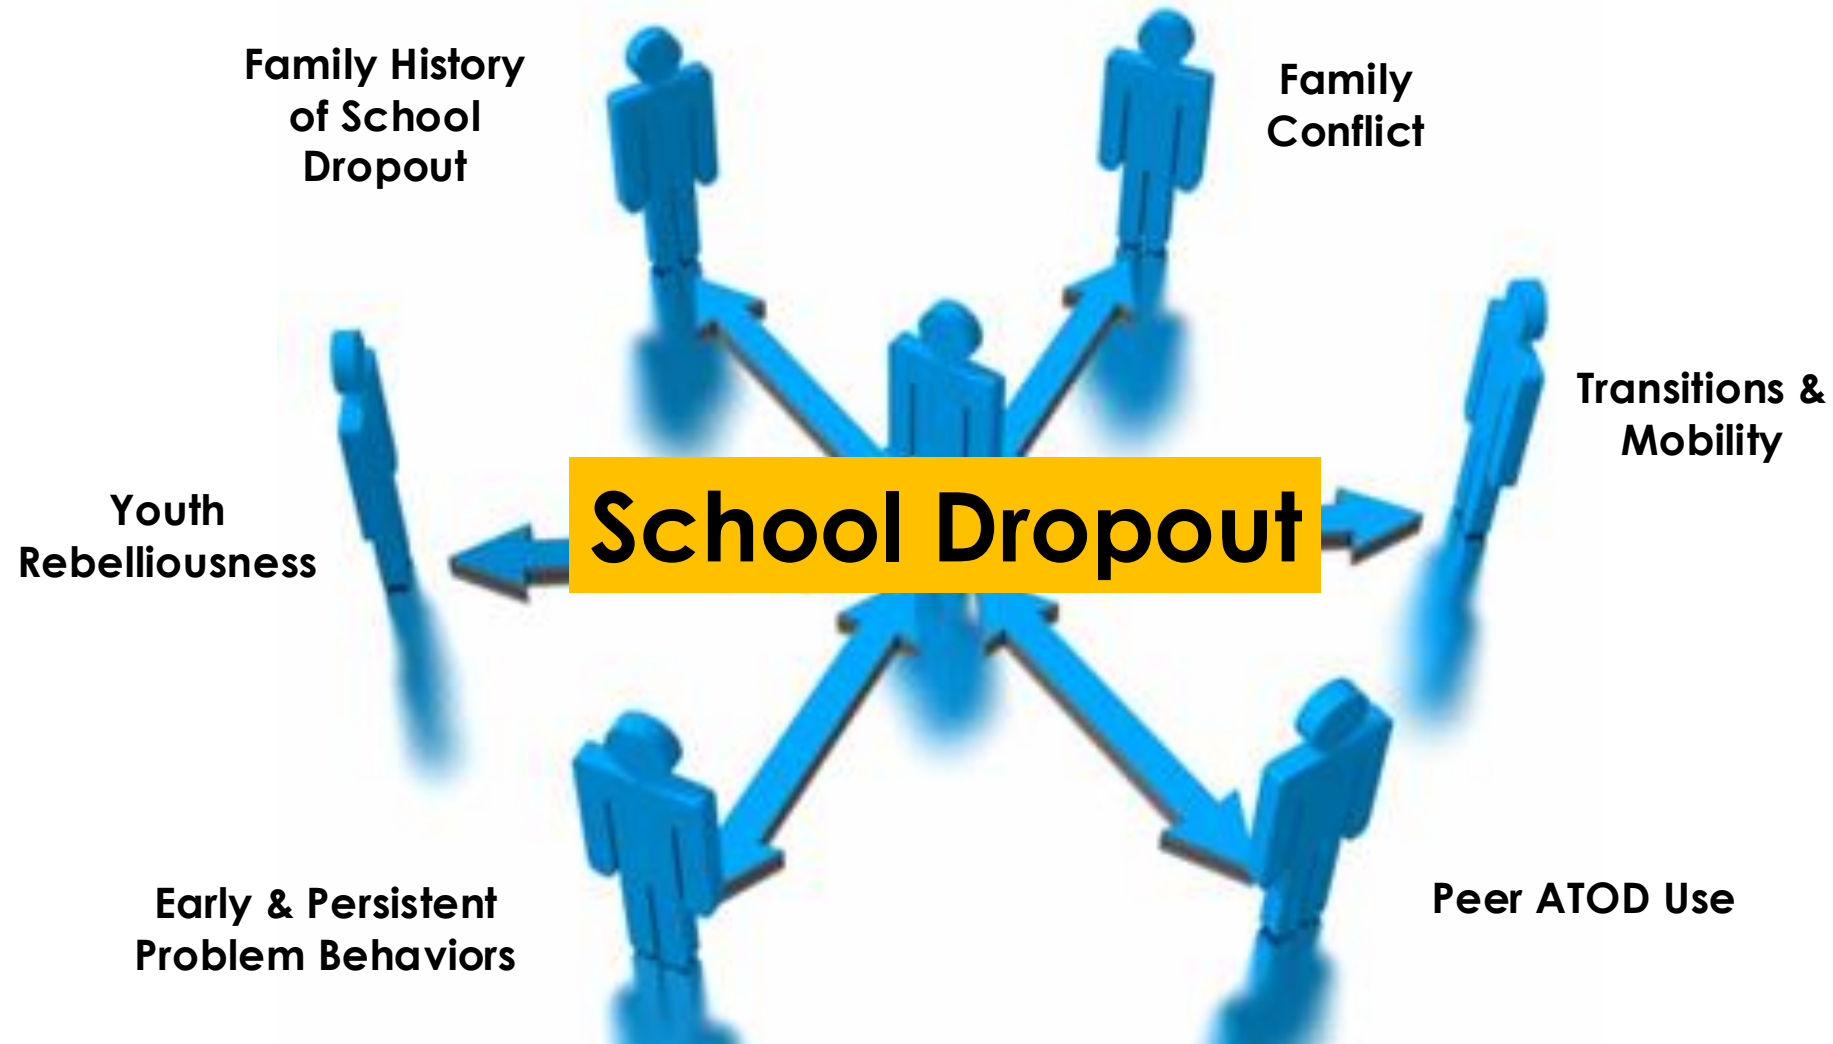 Family History
of School
Dropout
Family
Conflict
Transitions &
Mobility
School Dropout
Youth
Rebelliousness
Early & Persistent
Problem Behaviors
Peer ATOD Use